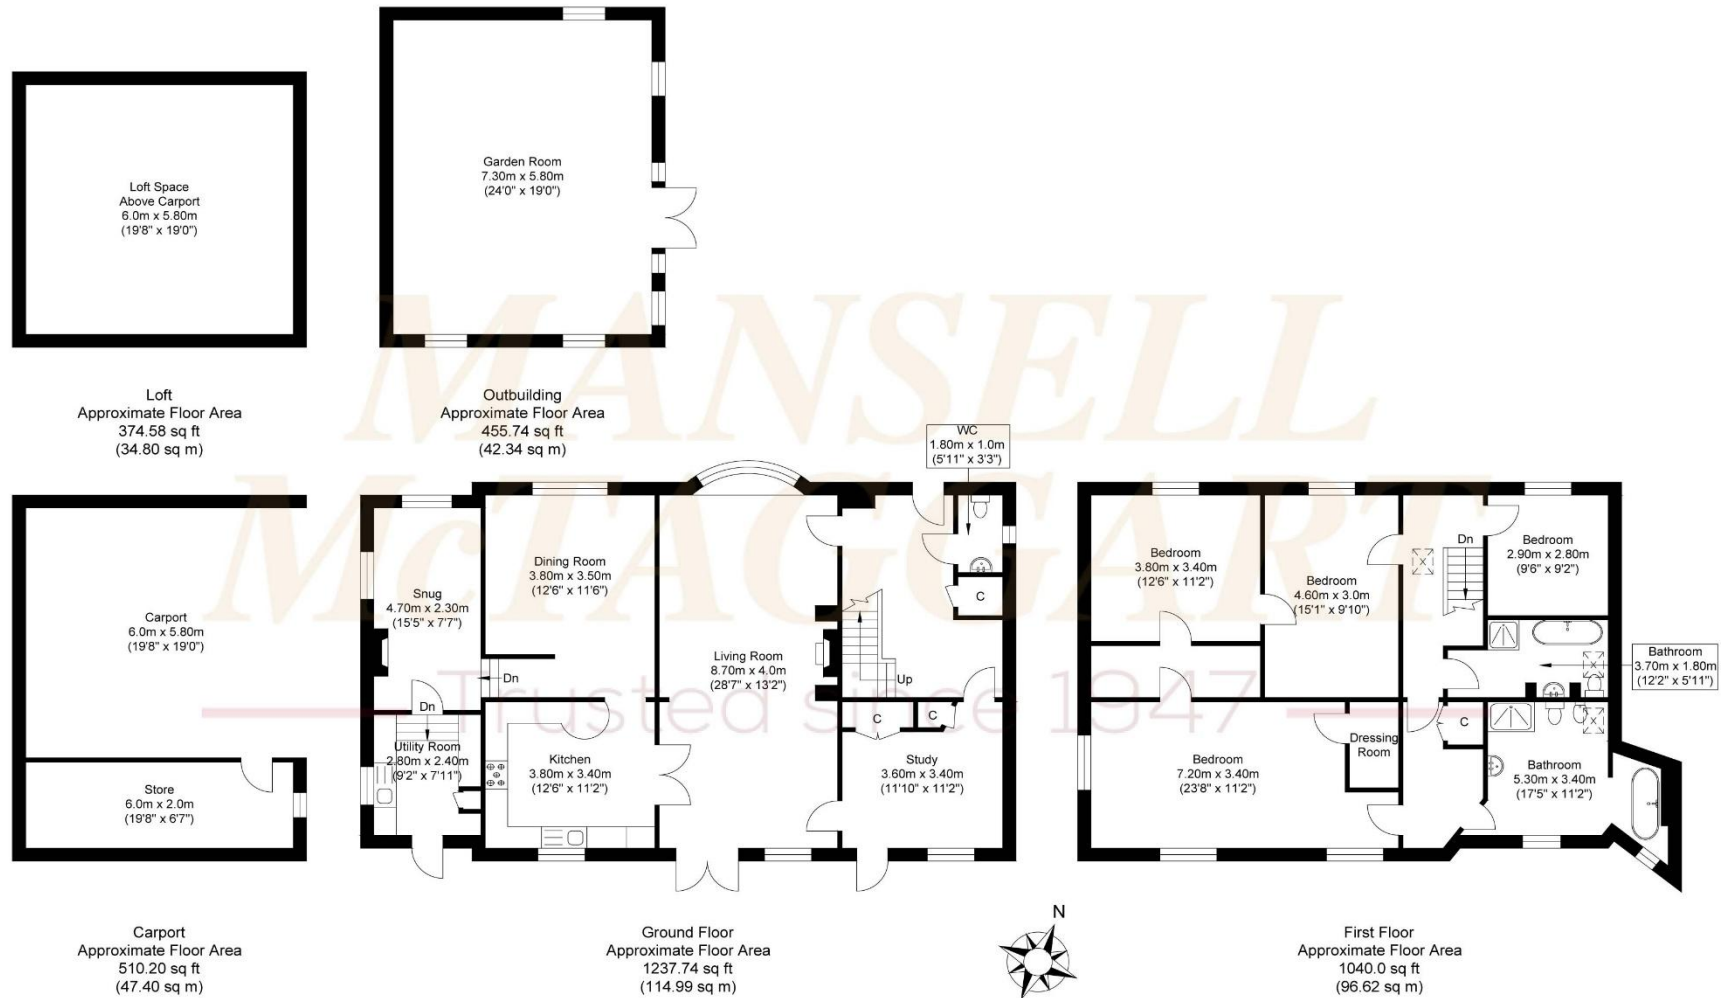 Loft Space
Above Carport
6.0m x 5.80m
(19'8" x 19'0")
Loft
Approximate Floor Area
374.58 sq ft
(34.80 sq m)
Garden Room
7.30m x 5.80m
(24'0" x 19'0")
Outbuilding
Approximate Floor Area
455.74 sq ft
(42.34 sq m)
MANSELL
McTAGGART
Trusted since 1947
Carport
6.0m x 5.80m
(19'8" x 19'0")
Store
6.0m x 2.0m
(19'8" x 6'7")
Carport
Approximate Floor Area
510.20 sq ft
(47.40 sq m)
Snug
4.70m x 2.30m
(15'5" x 7'7")
Dn
Dn
Utility Room
2.80m x 2.40m
(9'2" x 7'11")
Dining Room
3.80m x 3.50m
(12'6" x 11'6")
Kitchen
3.80m x 3.40m
(12'6" x 11'2")
Living Room
8.70m x 4.0m
(28'7" x 13'2")
WC
1.80m x 1.0m
(5'11" x 3'3")
C
Up
C
C
Study
3.60m x 3.40m
(11'10" x 11'2")
Ground Floor
Approximate Floor Area
1237.74 sq ft
(114.99 sq m)
N
Bedroom
3.80m x 3.40m
(12'6" x 11'2")
Bedroom
4.60m x 3.0m
(15'1" x 9'10")
Dn
Bedroom
2.90m x 2.80m
(9'6" x 9'2")
Bathroom
3.70m x 1.80m
(12'2" x 5'11")
Bedroom
7.20m x 3.40m
(23'8" x 11'2")
Dressing
Room
C
Bathroom
5.30m x 3.40m
(17'5" x 11'2")
First Floor
Approximate Floor Area
1040.0 sq ft
(96.62 sq m)